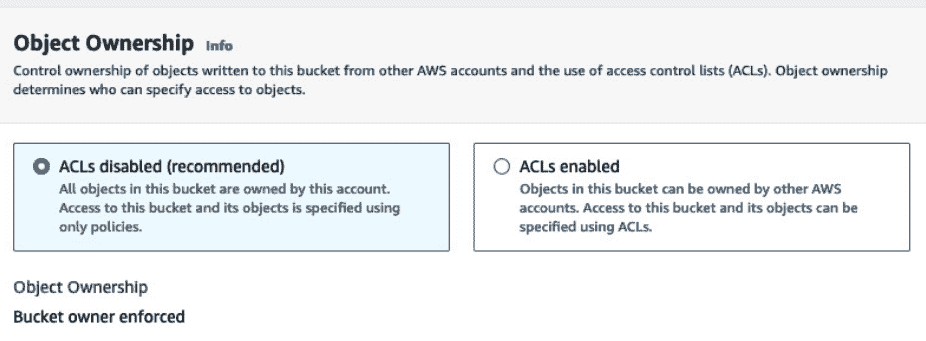 Object Ownership Info
Control ownership of objects written to this bucket from other AWS accounts and the use of access control lists (ACLs). Object ownership
determines who can specify access to objects.
ACLs disabled (recommended)
All objects in this bucket are owned by this account.
Access to this bucket and its objects is specified using
only policies.
ACLs enabled
Objects in this bucket can be owned by other AWS
accounts. Access to this bucket and its objects can be
specified using ACLs.
Object Ownership
Bucket owner enforced